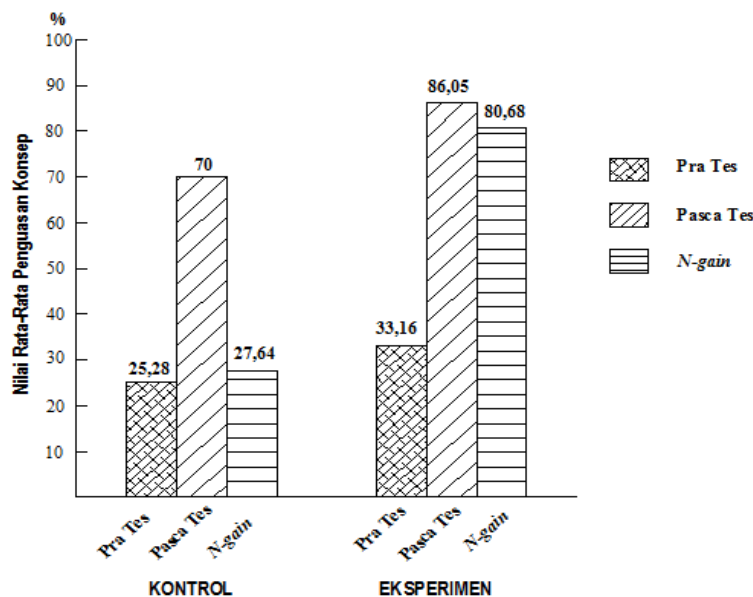 %
100
90
80
70
60
50
40
30
20
10
Nilai Rata-Rata Penguasan Konsep
25,28
70
27,64
33,16
86,05
80,68
Pra Tes
Pasca Tes
N-gain
Pra Tes
Pasca Tes
N-gain
KONTROL
EKSPERIMEN
Pra Tes
Pasca Tes
N-gain